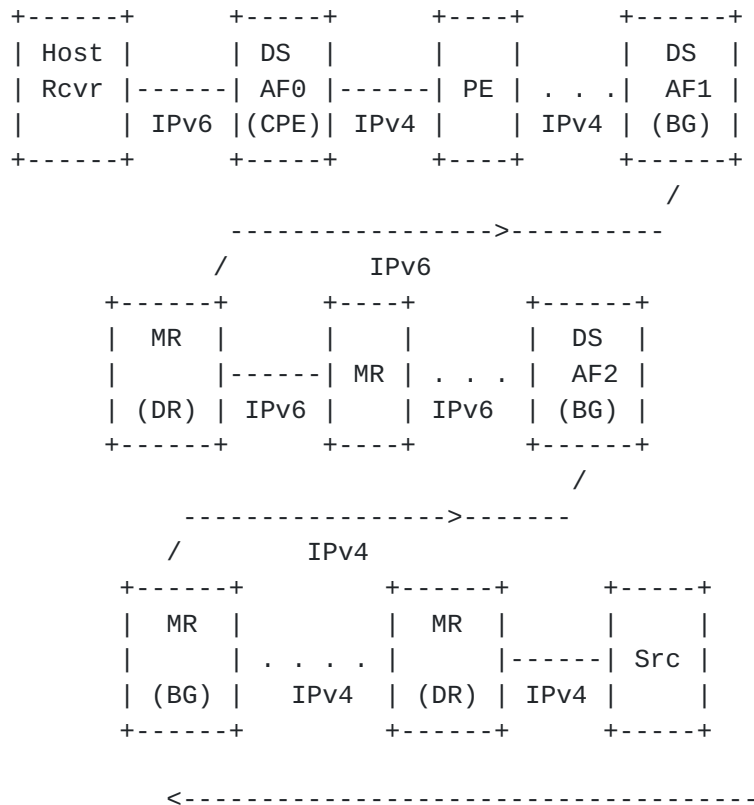 +------+      +-----+       +----+      +------+
| Host |      | DS  |       |    |      |  DS  |
| Rcvr |------| AF0 |------| PE | . . .|  AF1 |
|      | IPv6 |(CPE)| IPv4 |    | IPv4 | (BG) |
+------+      +-----+       +----+      +------+
/
----------------->----------
/         IPv6
+------+      +----+       +------+
|  MR  |      |    |       |  DS  |
|      |------| MR | . . . |  AF2 |
| (DR) | IPv6 |    | IPv6  | (BG) |
+------+      +----+       +------+
/
----------------->-------
/        IPv4
+------+         +------+      +-----+
|  MR  |         |  MR  |      |     |
|      | . . . . |      |------| Src |
| (BG) |   IPv4  | (DR) | IPv4 |     |
+------+         +------+      +-----+
<-------------------------------------